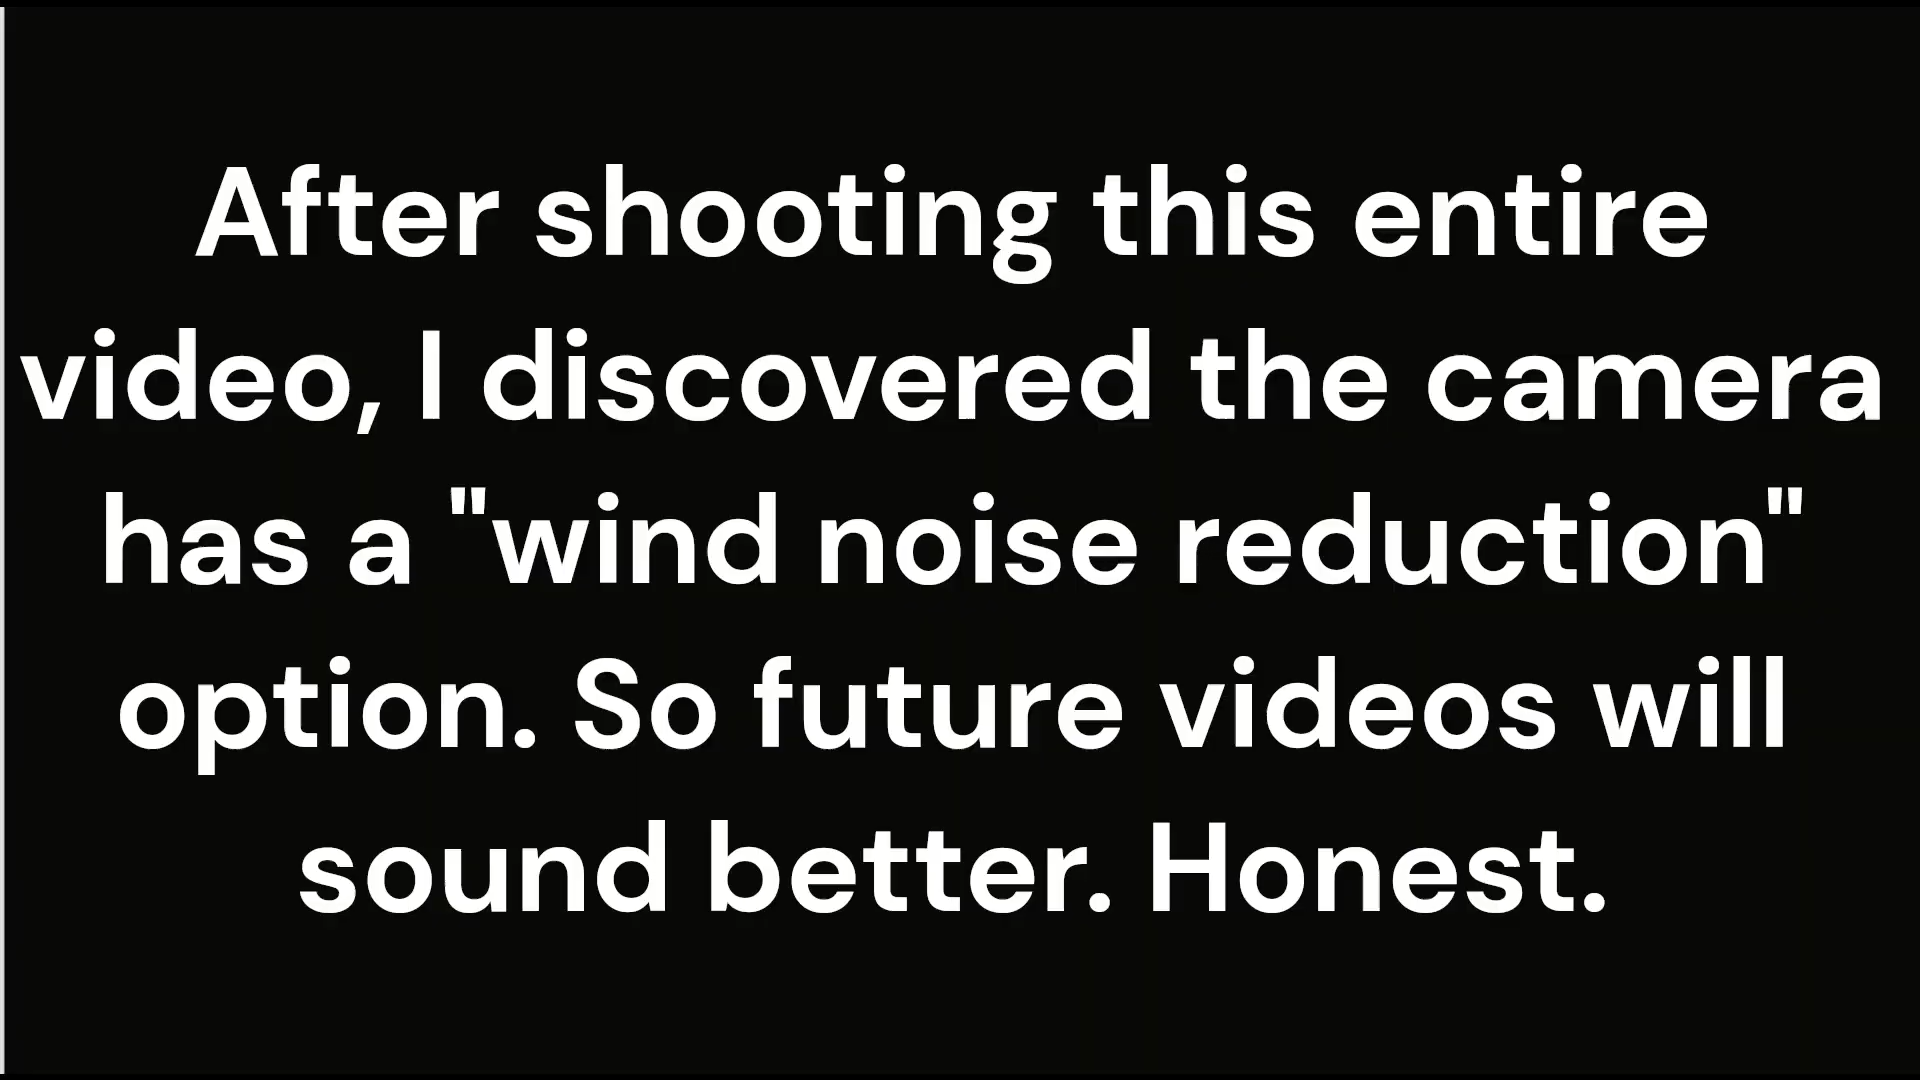 After shooting this entire
video, I discovered the camera
has a "wind noise reduction"
option. So future videos will
sound better. Honest.